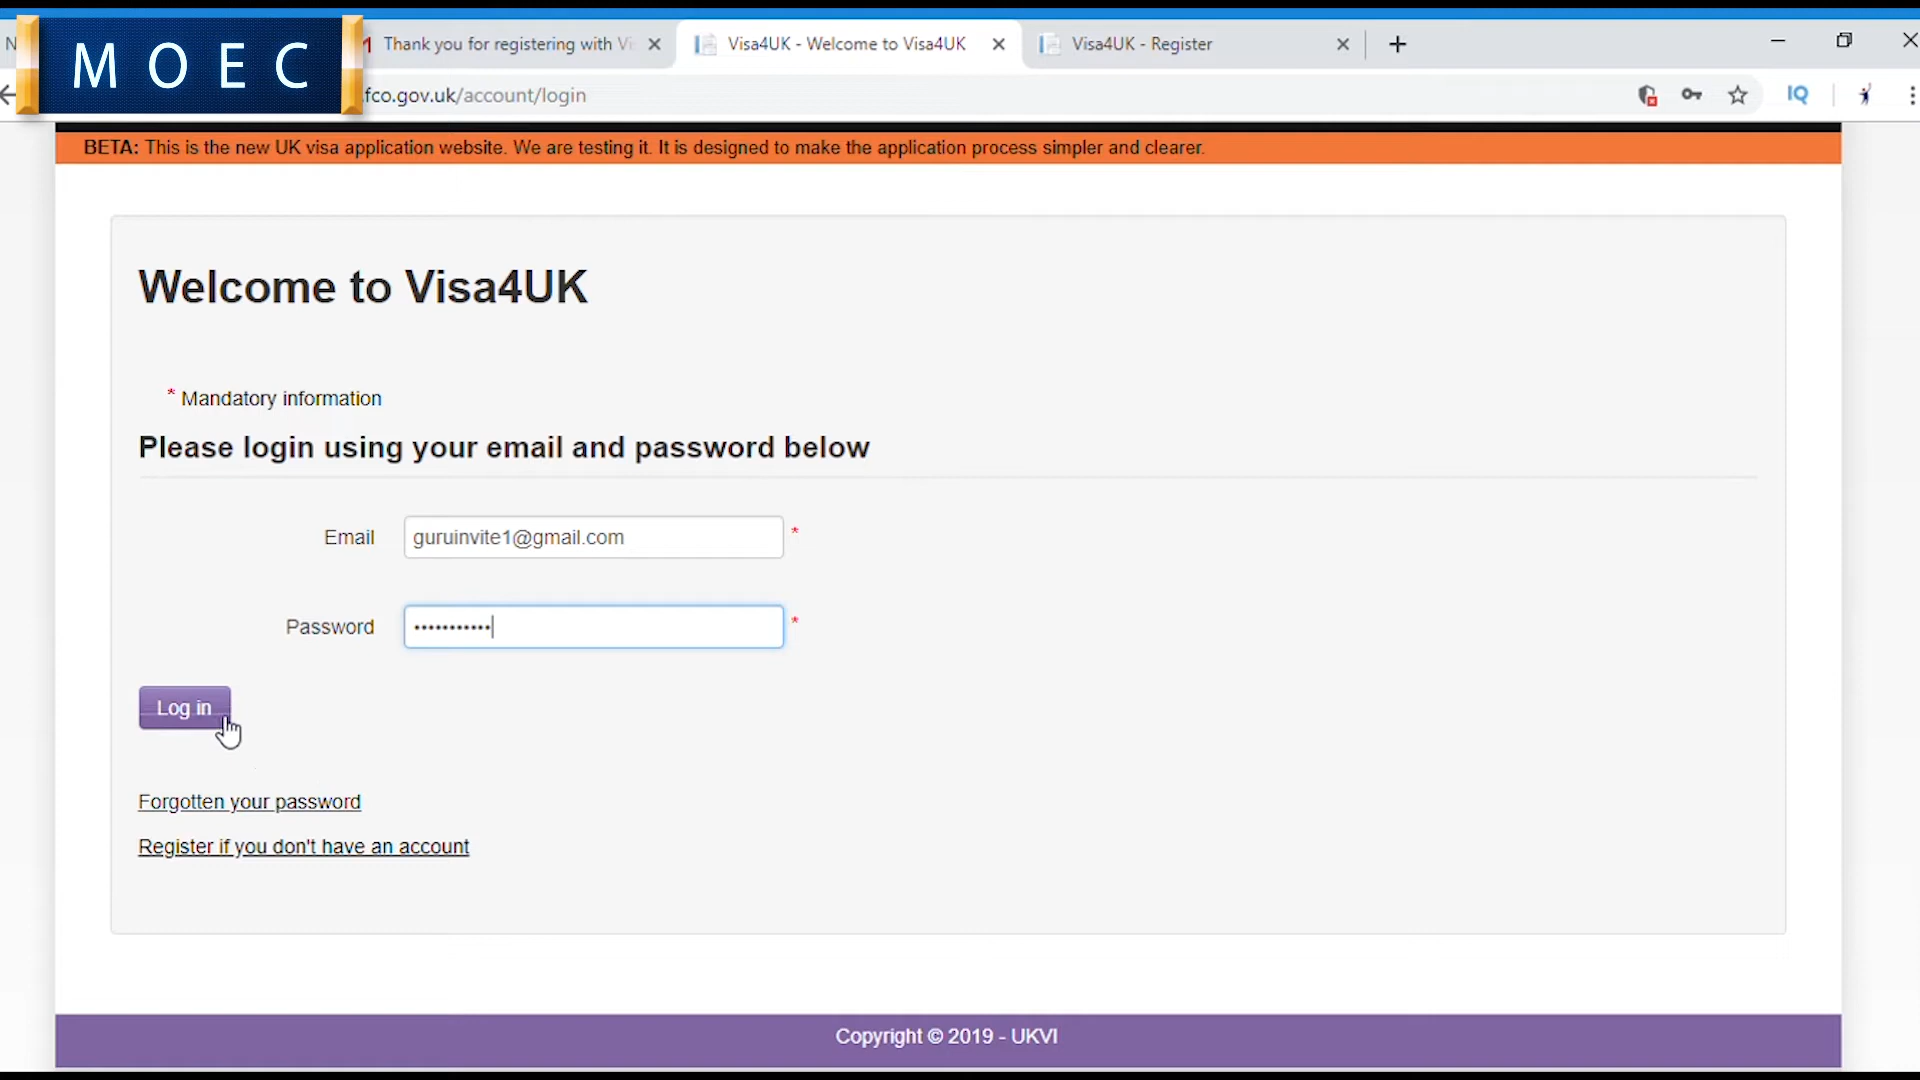 MOEC
Thank you for registering with Vi
Visa4UK - Welcome to Visa4UK
Visa4UK - Register
fco.gov.uk/account/login
IQ
BETA: This is the new UK visa application website. We are testing it. It is designed to make the application process simpler and clearer.
Welcome to Visa4UK
* Mandatory information
Please login using your email and password below
Email
guruinvite1@gmail.com
*
Password
•••••••••••
*
Log in
Forgotten your password
Register if you don't have an account
Copyright © 2019 - UKVI